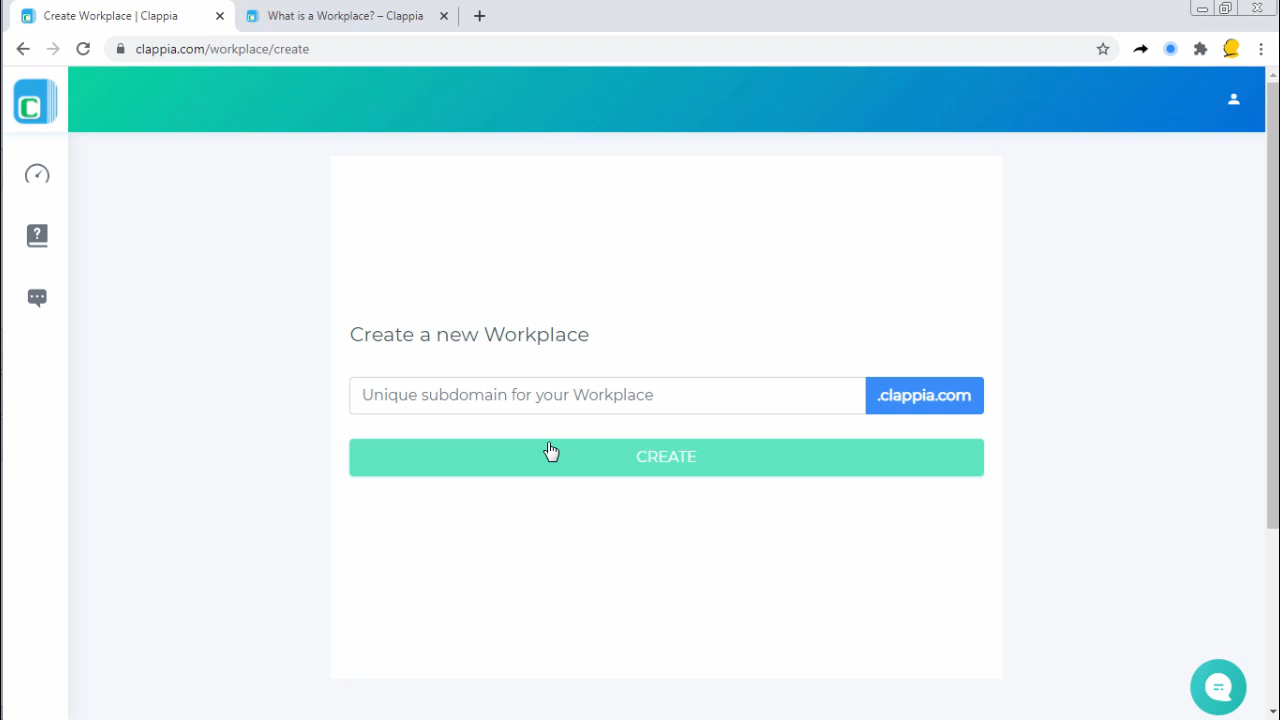 Create Workplace | Clappia
What is a Workplace? – Clappia
clappia.com/workplace/create
C
?
Create a new Workplace
Unique subdomain for your Workplace
.clappia.com
CREATE